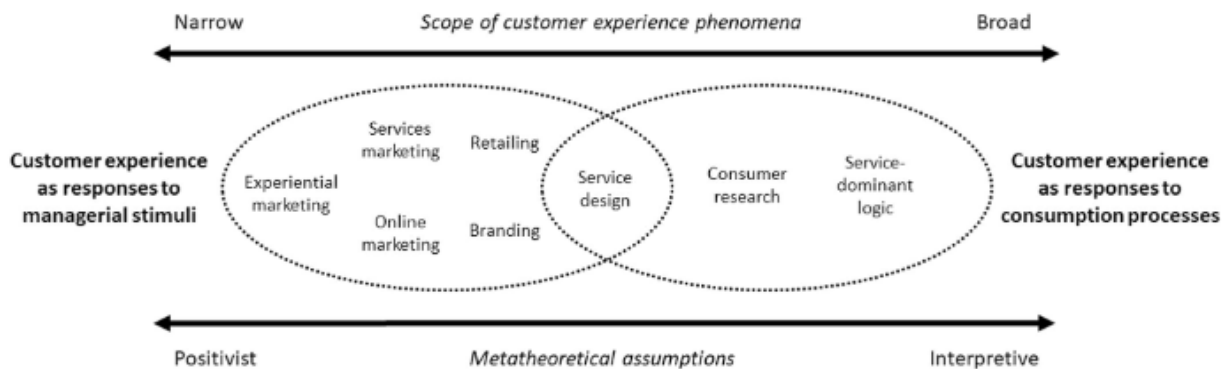 Narrow Scope of customer experience phenomena Broad
Customer experience
as responses to
managerial stimuli
Experiential
marketing
Services
marketing
Online
marketing
Retailing
Branding
Service
design
Consumer
research
Service-
dominant
logic
Customer experience
as responses to
consumption processes
Positivist Metatheoretical assumptions Interpretive